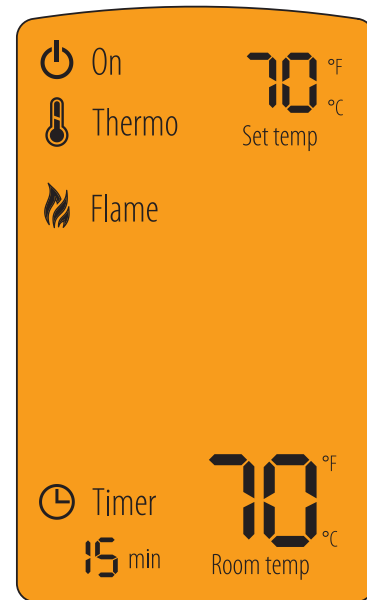 On
70 °F
°C
Thermo
Set temp
Flame
70 °F
°C
Timer
15 min
Room temp